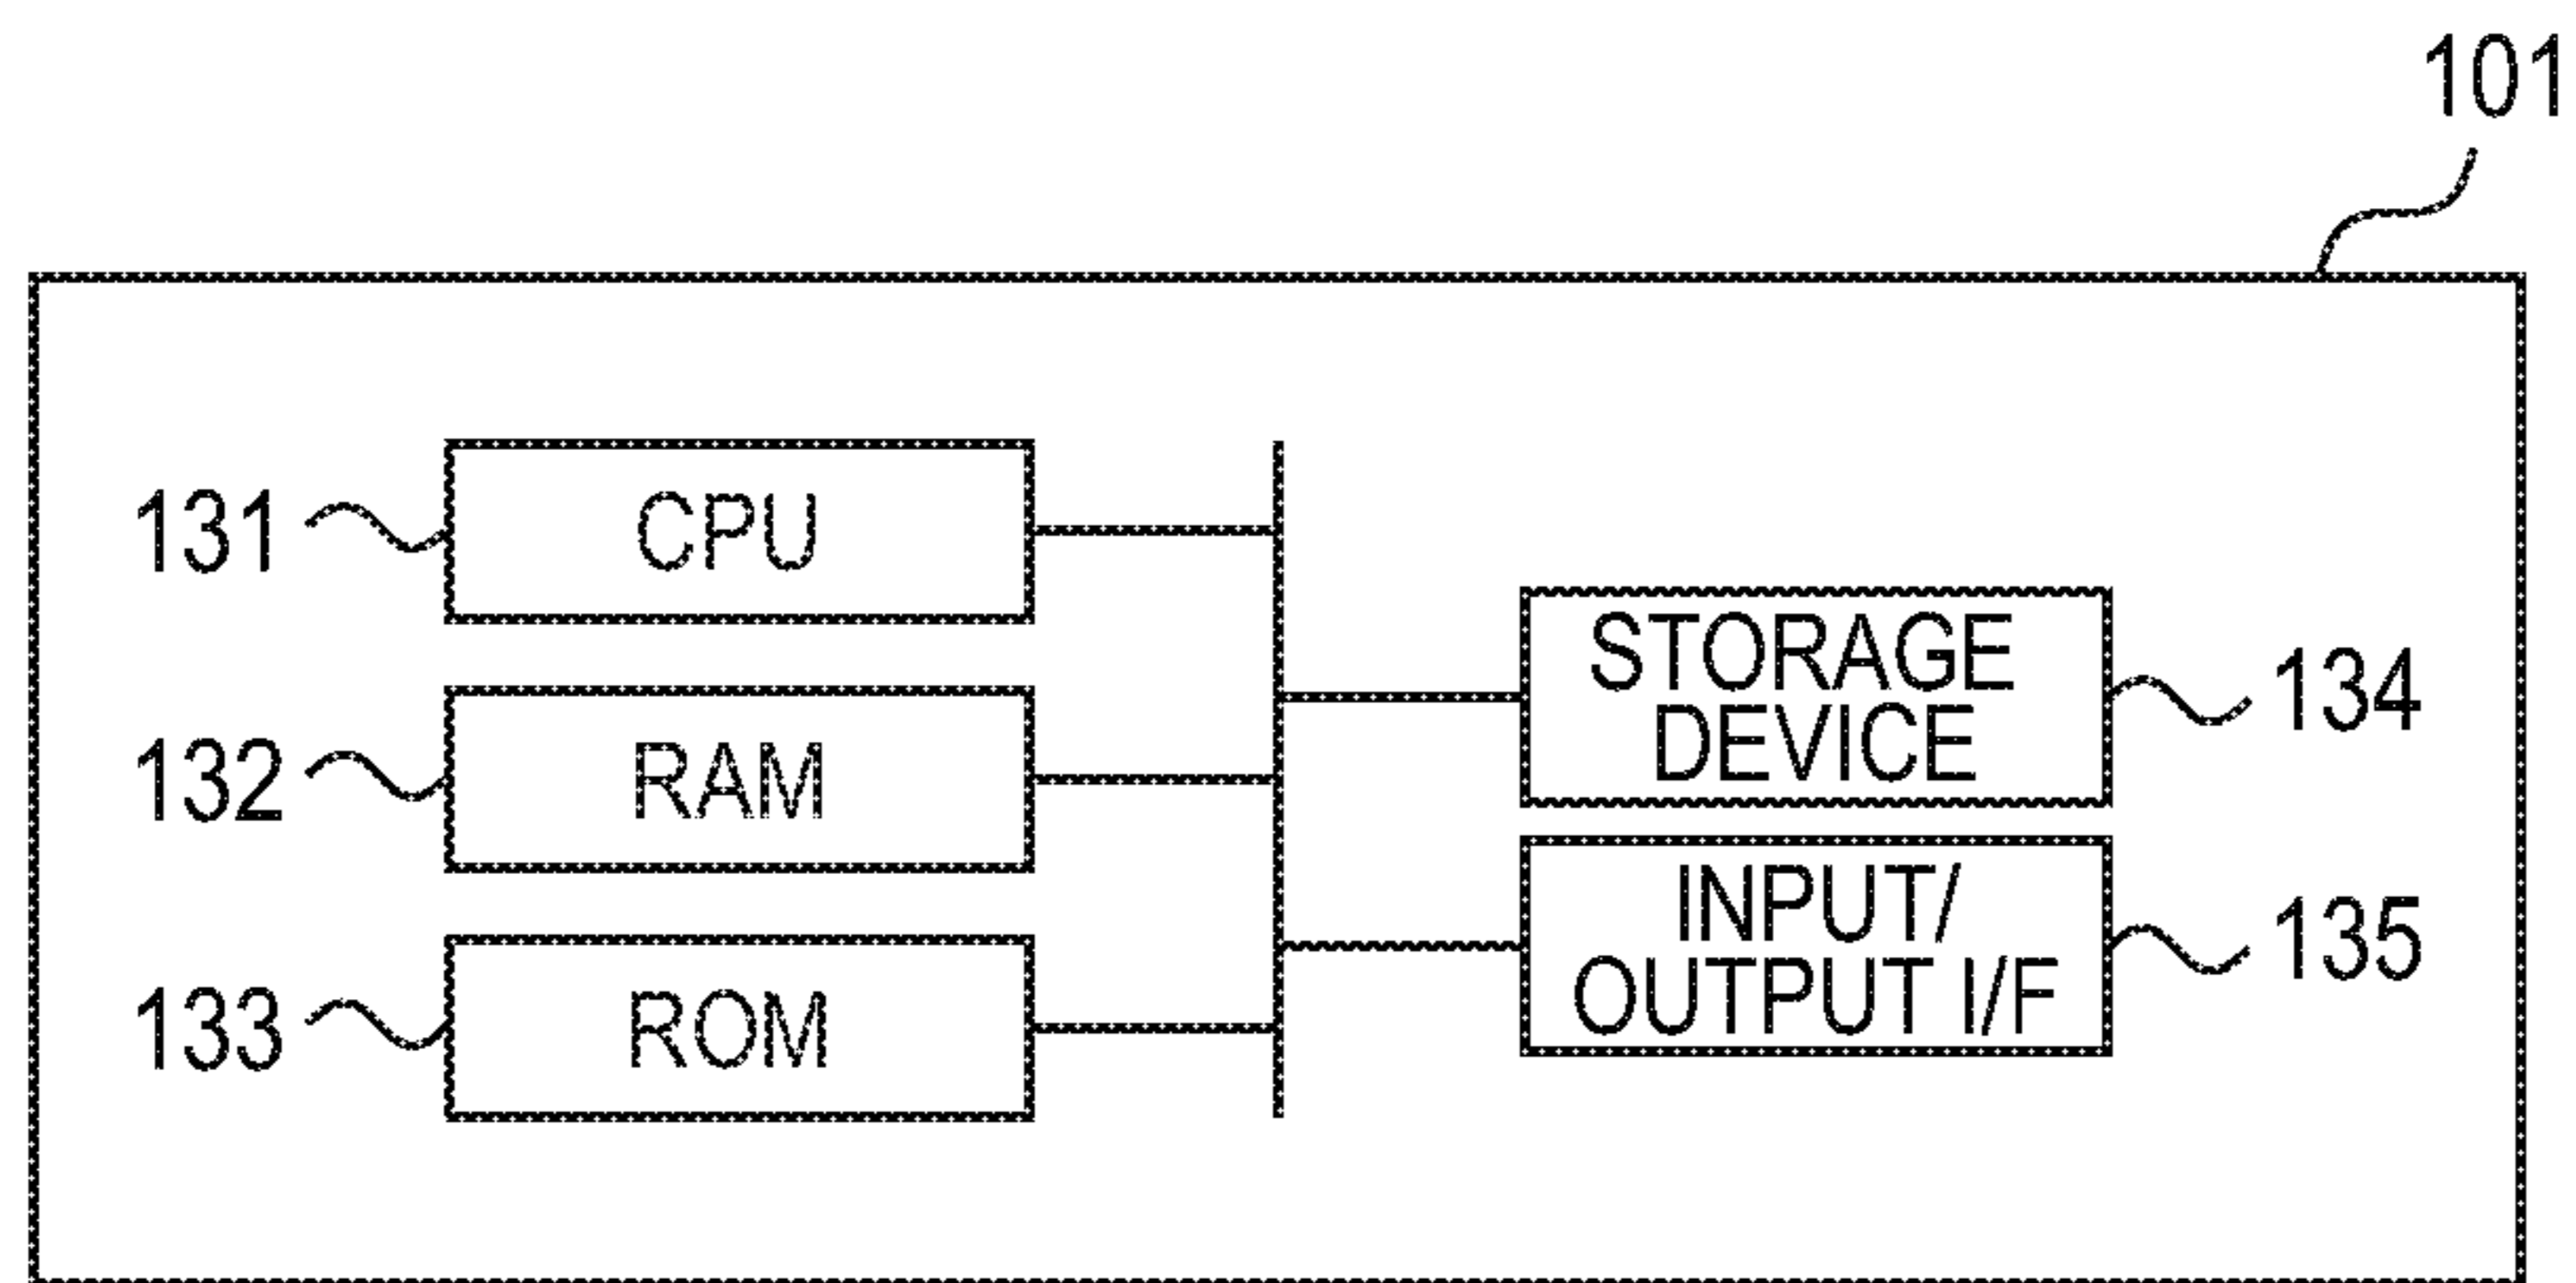 101
131
CPU
132
RAM
133
ROM
STORAGE
DEVICE
134
INPUT/
OUTPUT I/F
135